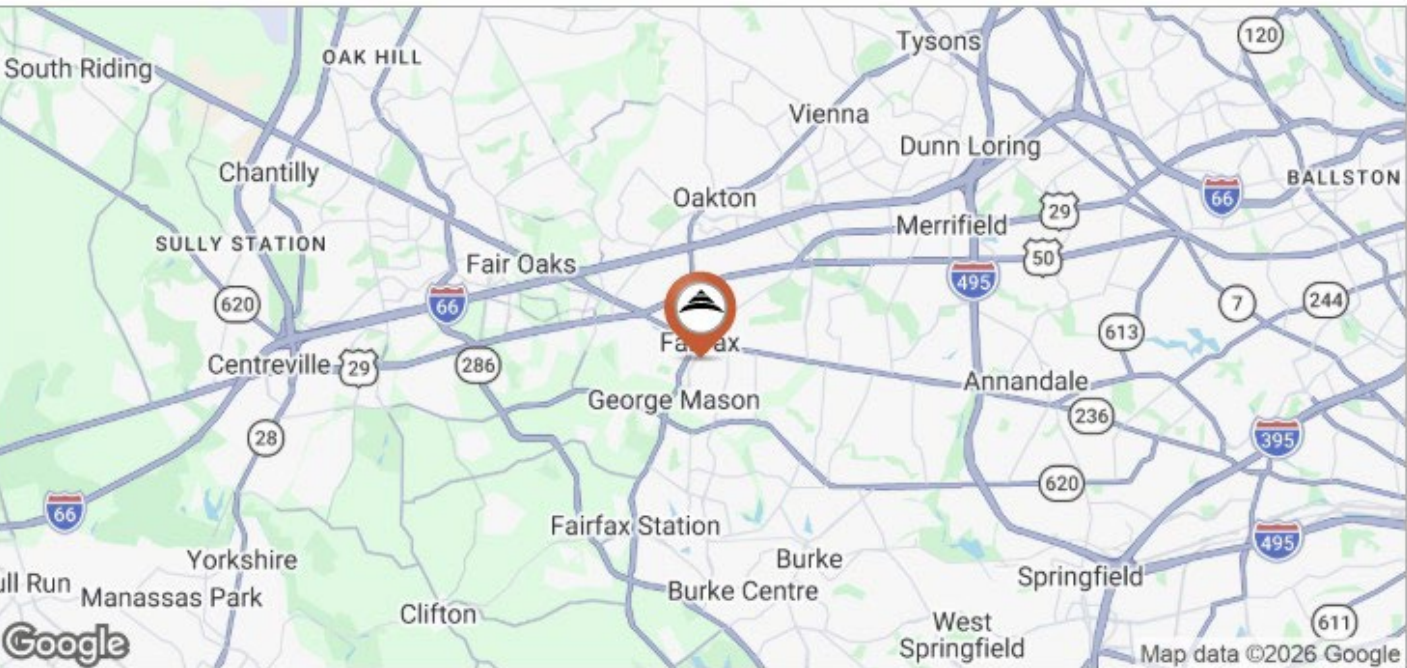 120
Tysons
OAK HILL
South Riding
Vienna
Dunn Loring
Chantilly
BALLSTON
66
Oakton
29
Merrifield
SULLY STATION
50
Fair Oaks
495
620
66
7
244
613
Fairfax
Centreville
29
286
Annandale
George Mason
236
28
395
620
66
Fairfax Station
495
Yorkshire
Burke
Springfield
ull Run
Manassas Park
Burke Centre
Clifton
West
Springfield
611
Google
Map data ©2026 Google